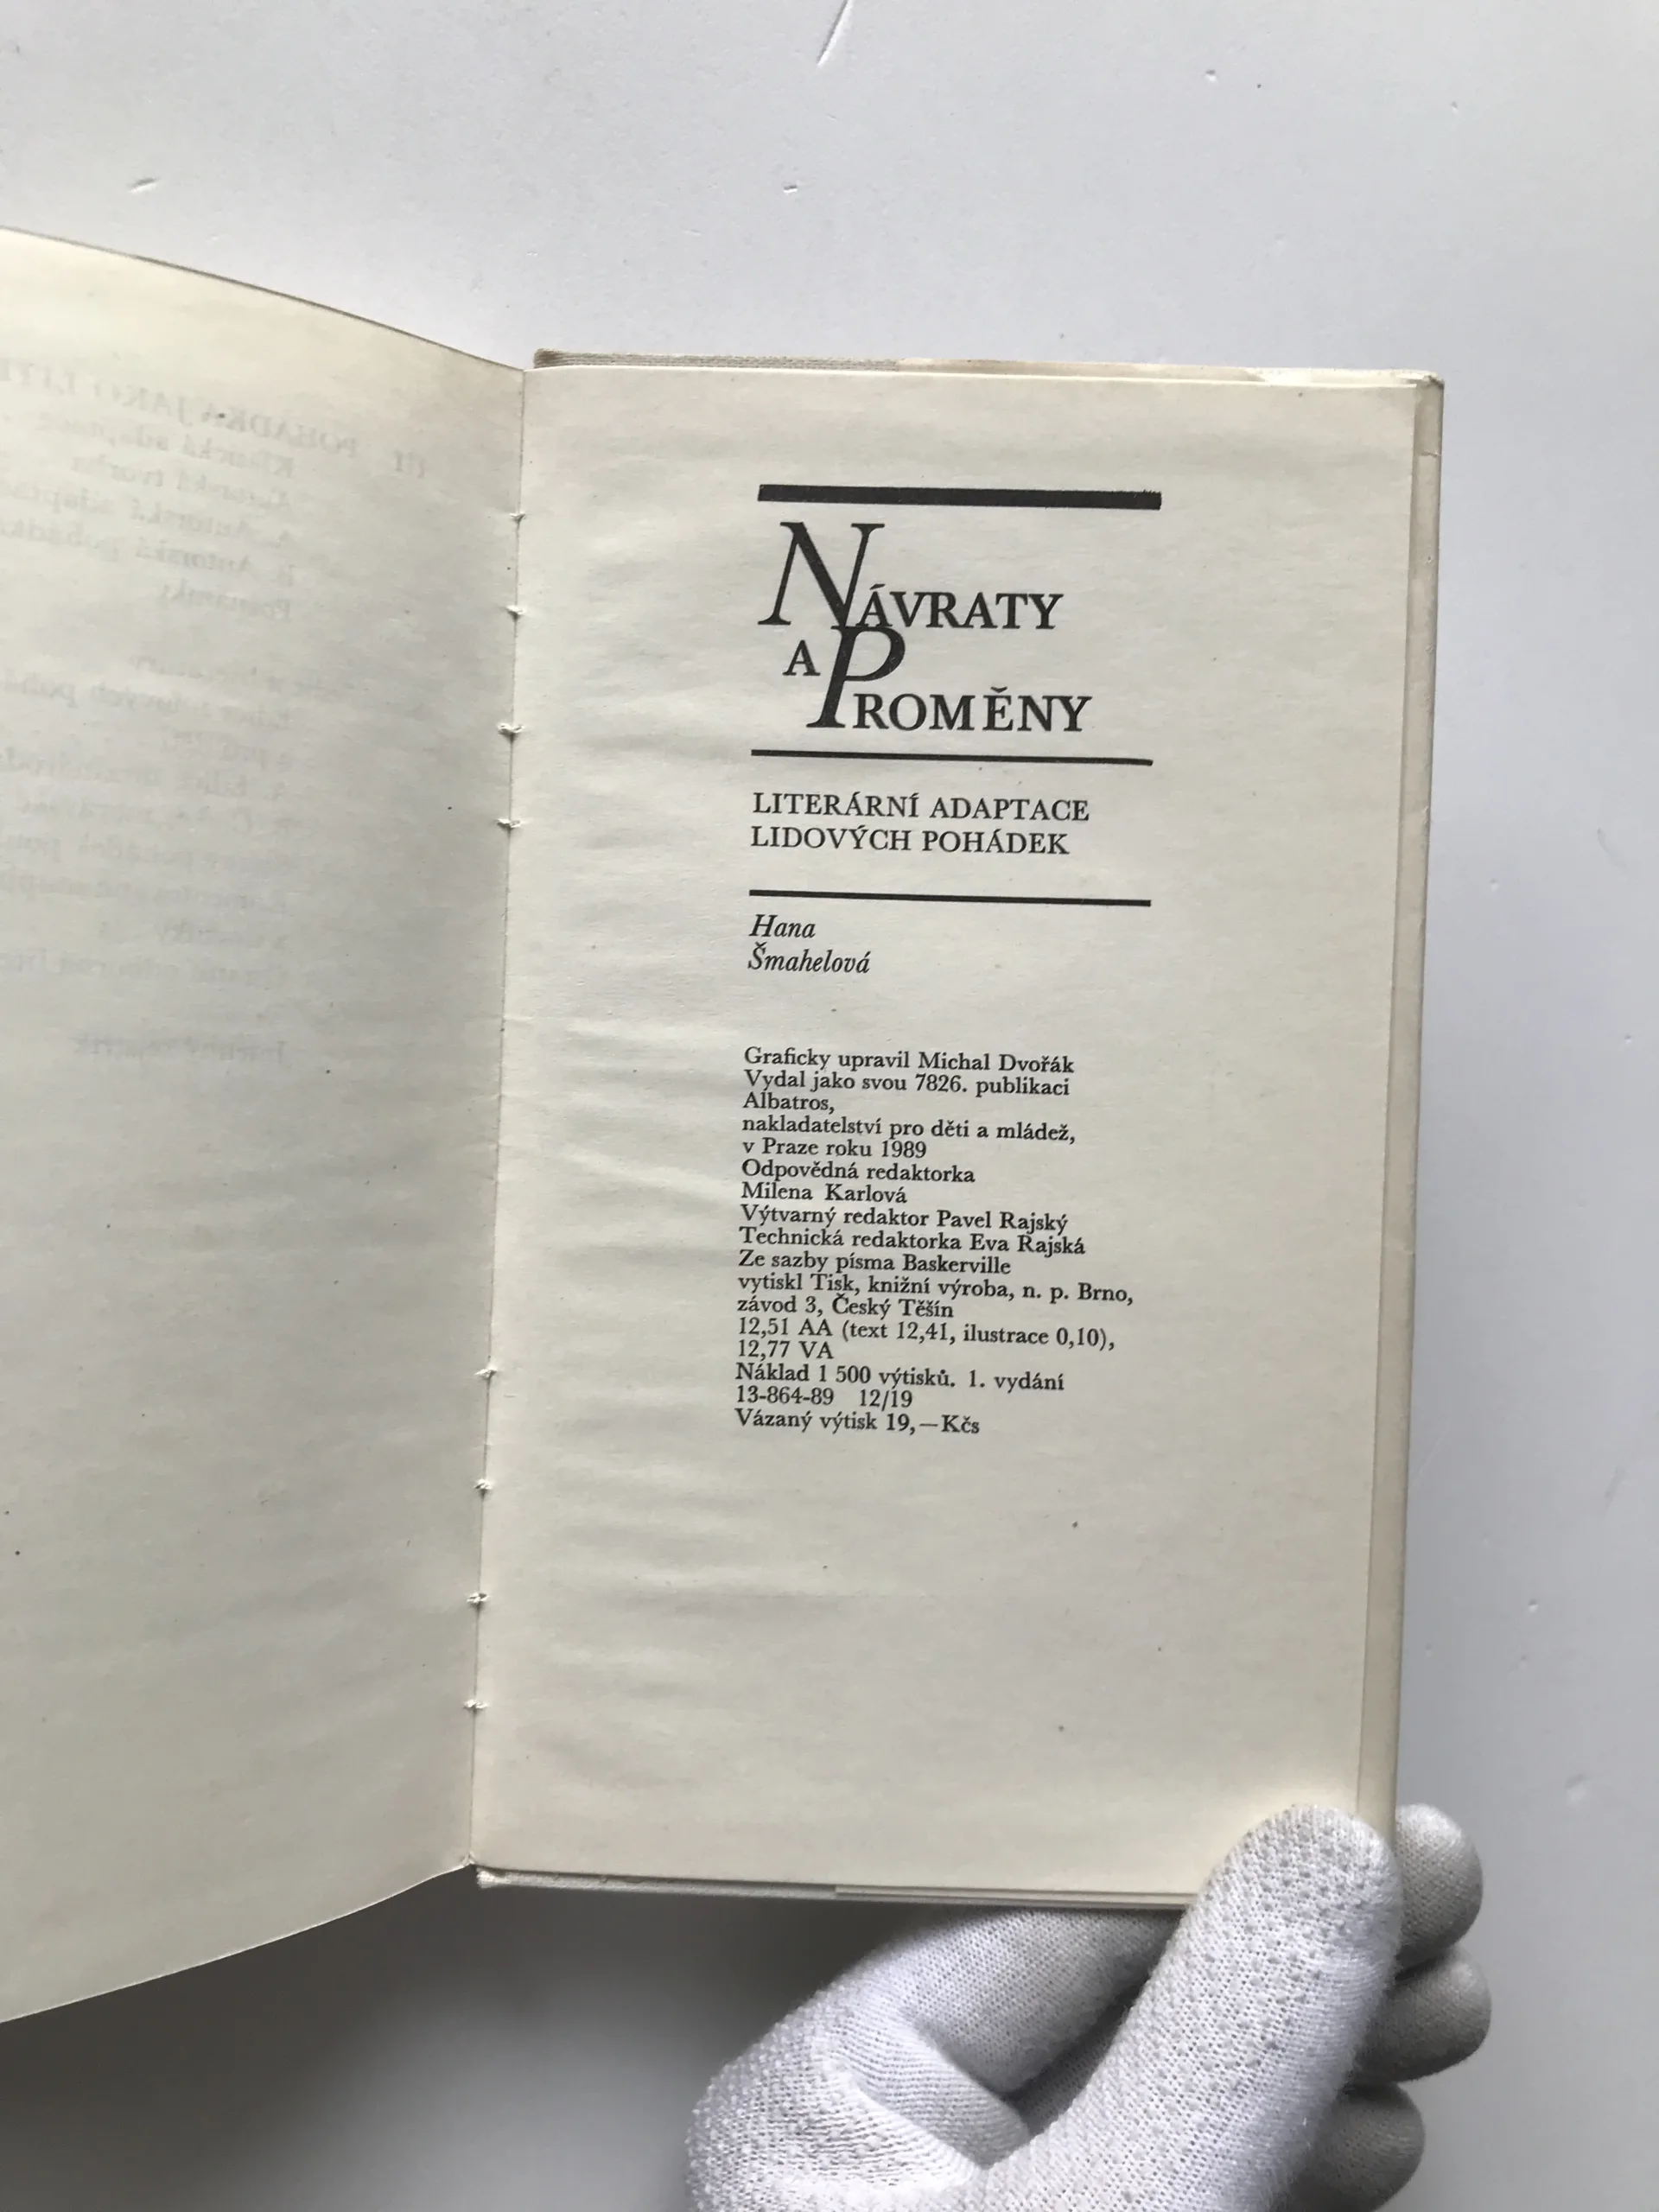 NÁVRATY
A PROMĚNY
LITERÁRNÍ ADAPTACE
LIDOVÝCH POHÁDEK
Hana
Šmahelová
Graficky upravil Michal Dvořák
Vydal jako svou 7826. publikaci
Albatros,
nakladatelství pro děti a mládež,
v Praze roku 1989
Odpovědná redaktorka
Milena Karlová
Výtvarný redaktor Pavel Rajský
Technická redaktorka Eva Rajská
Ze sazby písma Baskerville
vytiskl Tisk, knižní výroba, n. p. Brno,
závod 3, Český Těšín
12,51 AA (text 12,41, ilustrace 0,10),
12,77 VA
Náklad 1 500 výtisků. 1. vydání
13-864-89 12/19
Vázaný výtisk 19,—Kčs